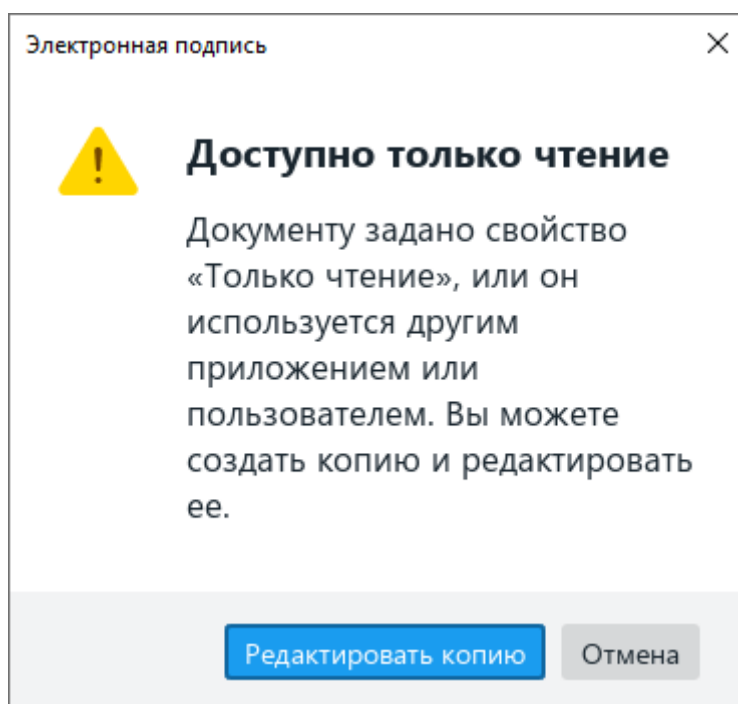 Электронная подпись
Доступно только чтение
Документу задано свойство
«Только чтение», или он
используется другим
приложением или
пользователем. Вы можете
создать копию и редактировать
ее.
Редактировать копию Отмена